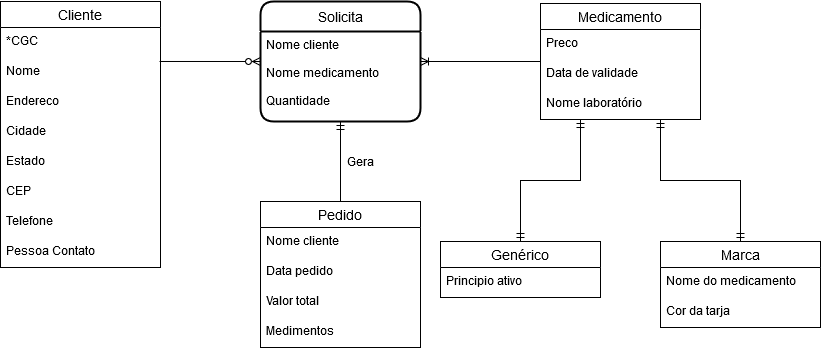 Cliente
*CGC
Nome
Endereco
Cidade
Estado
CEP
Telefone
Pessoa Contato
Solicita
Nome cliente
Nome medicamento
Quantidade
Medicamento
Preco
Data de validade
Nome laboratório
Gera
Pedido
Nome cliente
Data pedido
Valor total
Medimentos
Genérico
Principio ativo
Marca
Nome do medicamento
Cor da tarja